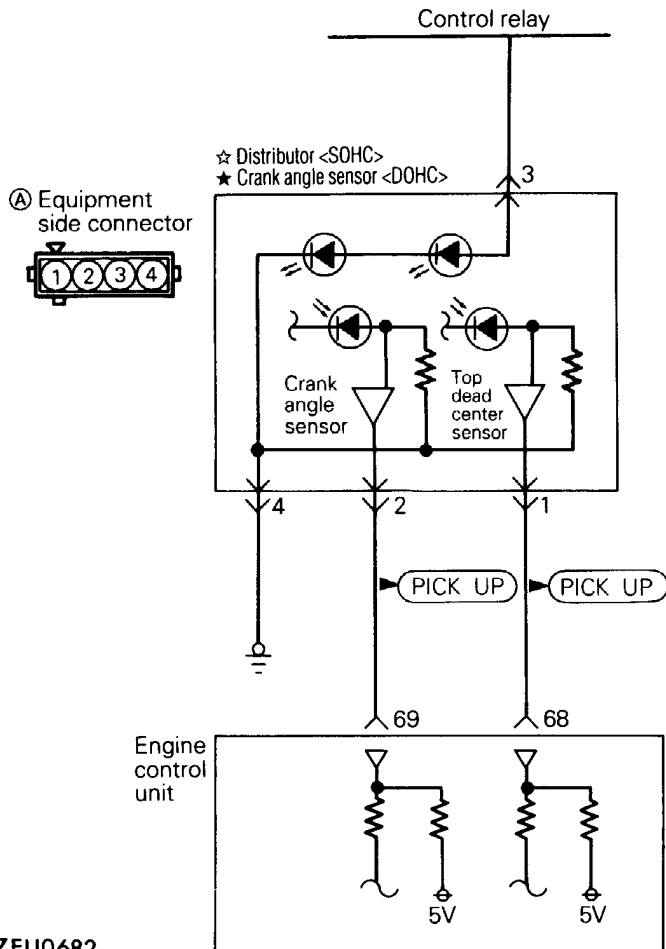 Control relay
☆ Distributor <SOHC>
★ Crank angle sensor <DOHC>
3
Ⓐ Equipment
side connector
1 2 3 4
Crank
angle
sensor
Top
dead
center
sensor
4
2
1
PICK UP
PICK UP
69
68
Engine
control
unit
5V
5V
7FU0682